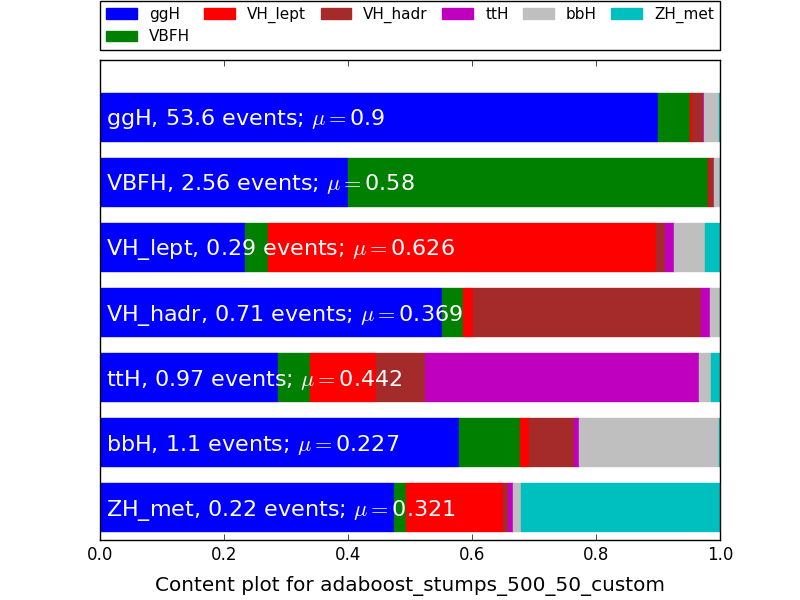 ggH VH_lept VH_hadr ttH bbH ZH_met
VBFH
ggH, 53.6 events; μ = 0.9
VBFH, 2.56 events; μ = 0.58
VH_lept, 0.29 events; μ = 0.626
VH_hadr, 0.71 events; μ = 0.369
ttH, 0.97 events; μ = 0.442
bbH, 1.1 events; μ = 0.227
ZH_met, 0.22 events; μ = 0.321
0.0 0.2 0.4 0.6 0.8 1.0
Content plot for adaboost_stumps_500_50_custom